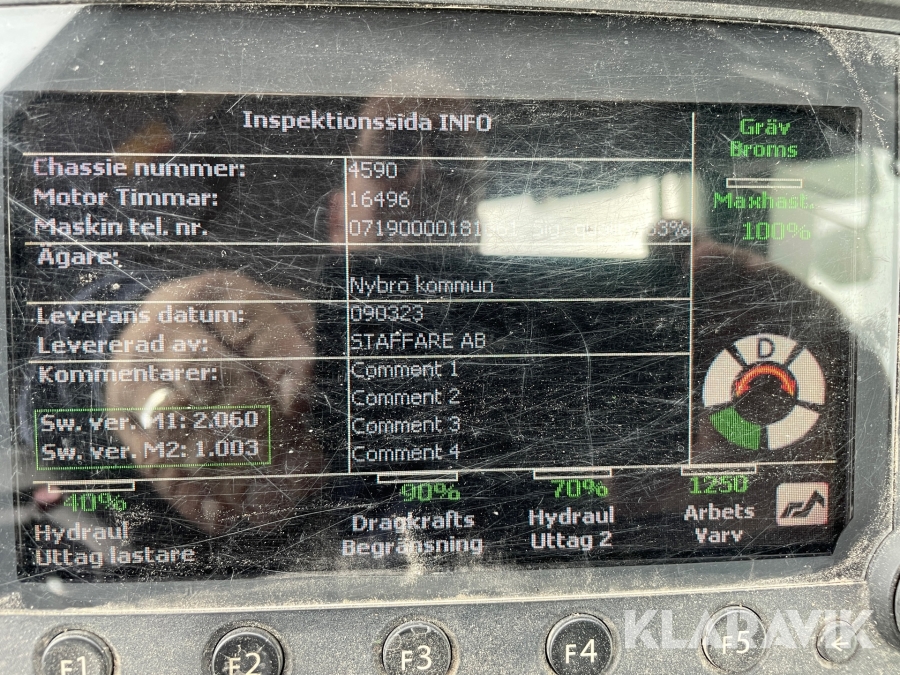 Inspektionssida INFO
Chassie nummer: 4590
Motor Timmar: 16496
Maskin tel. nr. 07190000181
Ägare:
Nybro kommun
Leverans datum: 090323
Levererad av: STAFFARE AB
Kommentarer: Comment 1
Comment 2
Sw. ver. M1: 2.060 Comment 3
Sw. ver. M2: 1.003 Comment 4
Gräv
Broms
Maxhast.
100%
D
40%
Hydraul
Uttag lastare
90%
Dragkrafts
Begränsning
70%
Hydraul
Uttag 2
1250
Arbets
Varv
F1 F2 F3 F4 F5 ←
KLARAVIK